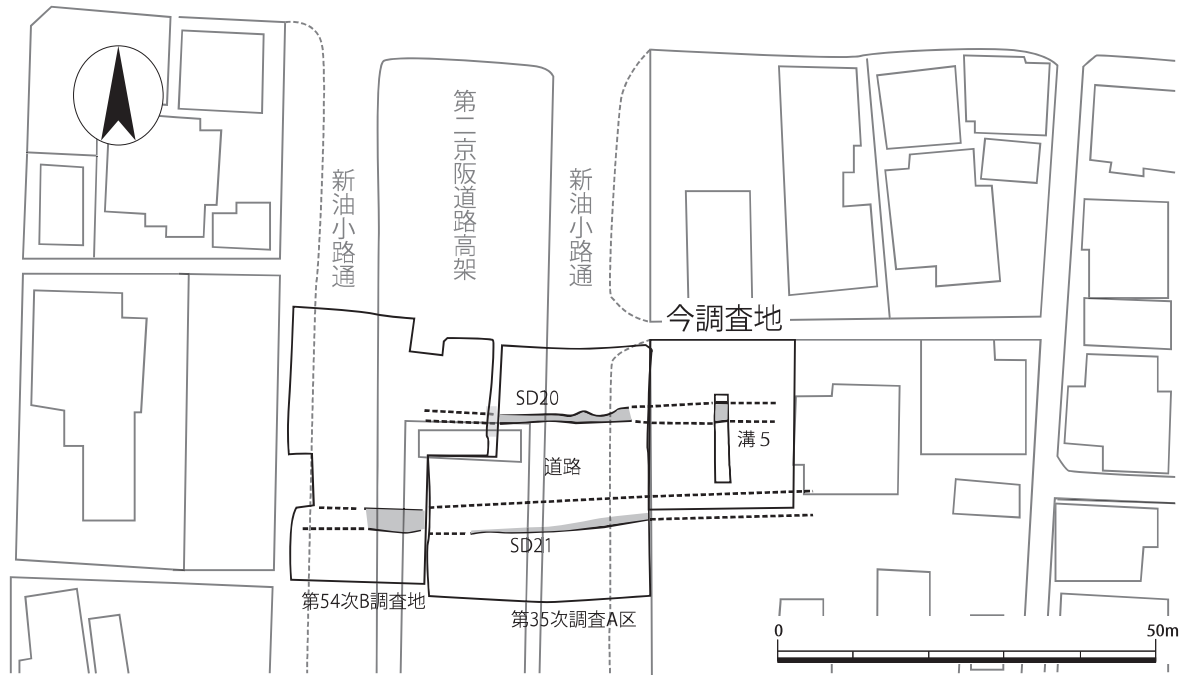 第二京阪道路高架
新油小路通
新油小路通
今調査地
SD20
溝 5
道路
SD21
第54次B調査地
第35次調査A区
0
50m